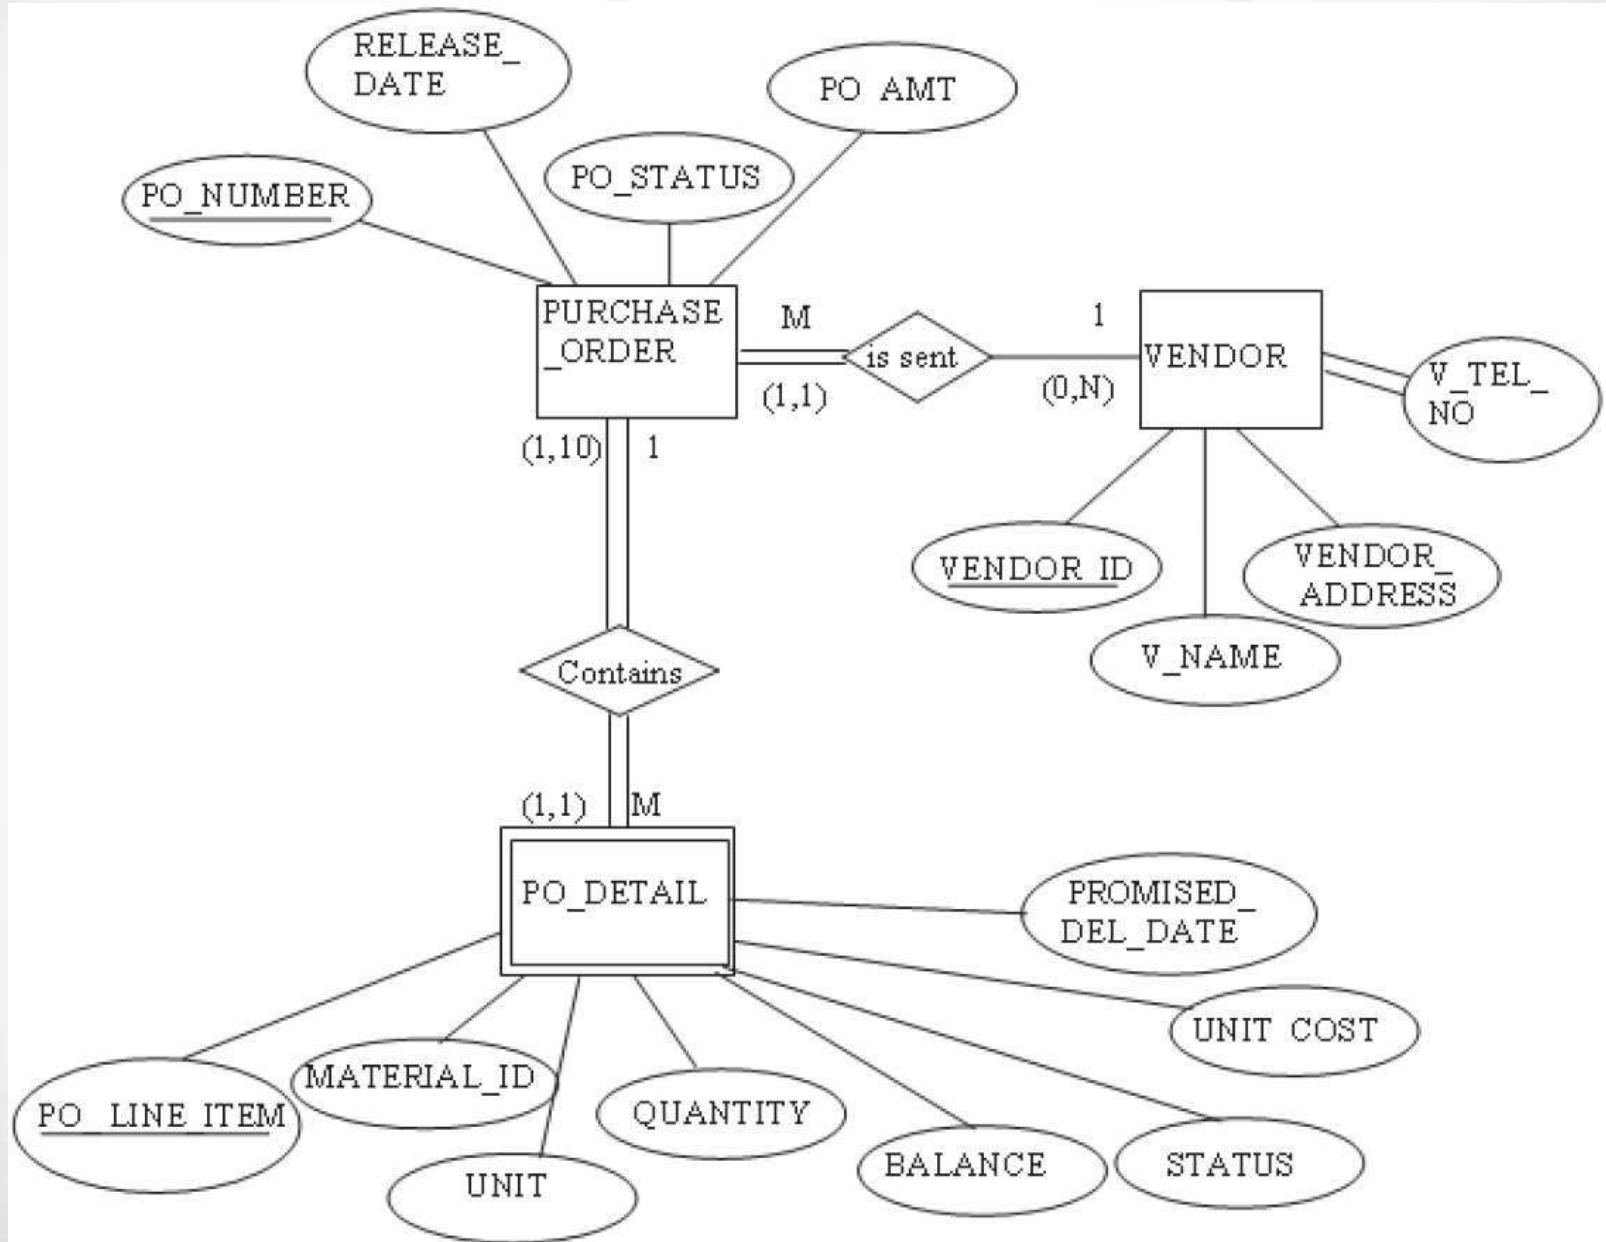 RELEASE_
DATE
PO AMT
PO_STATUS
PO_NUMBER
PURCHASE
_ORDER
M
is sent
1
VENDOR
V_TEL_
NO
(1,1)
(0,N)
(1,10)
1
VENDOR ID
VENDOR_
ADDRESS
V_NAME
Contains
(1,1)
M
PO_DETAIL
PROMISED_
DEL_DATE
UNIT COST
MATERIAL_ID
PO_ LINE ITEM
QUANTITY
BALANCE
STATUS
UNIT